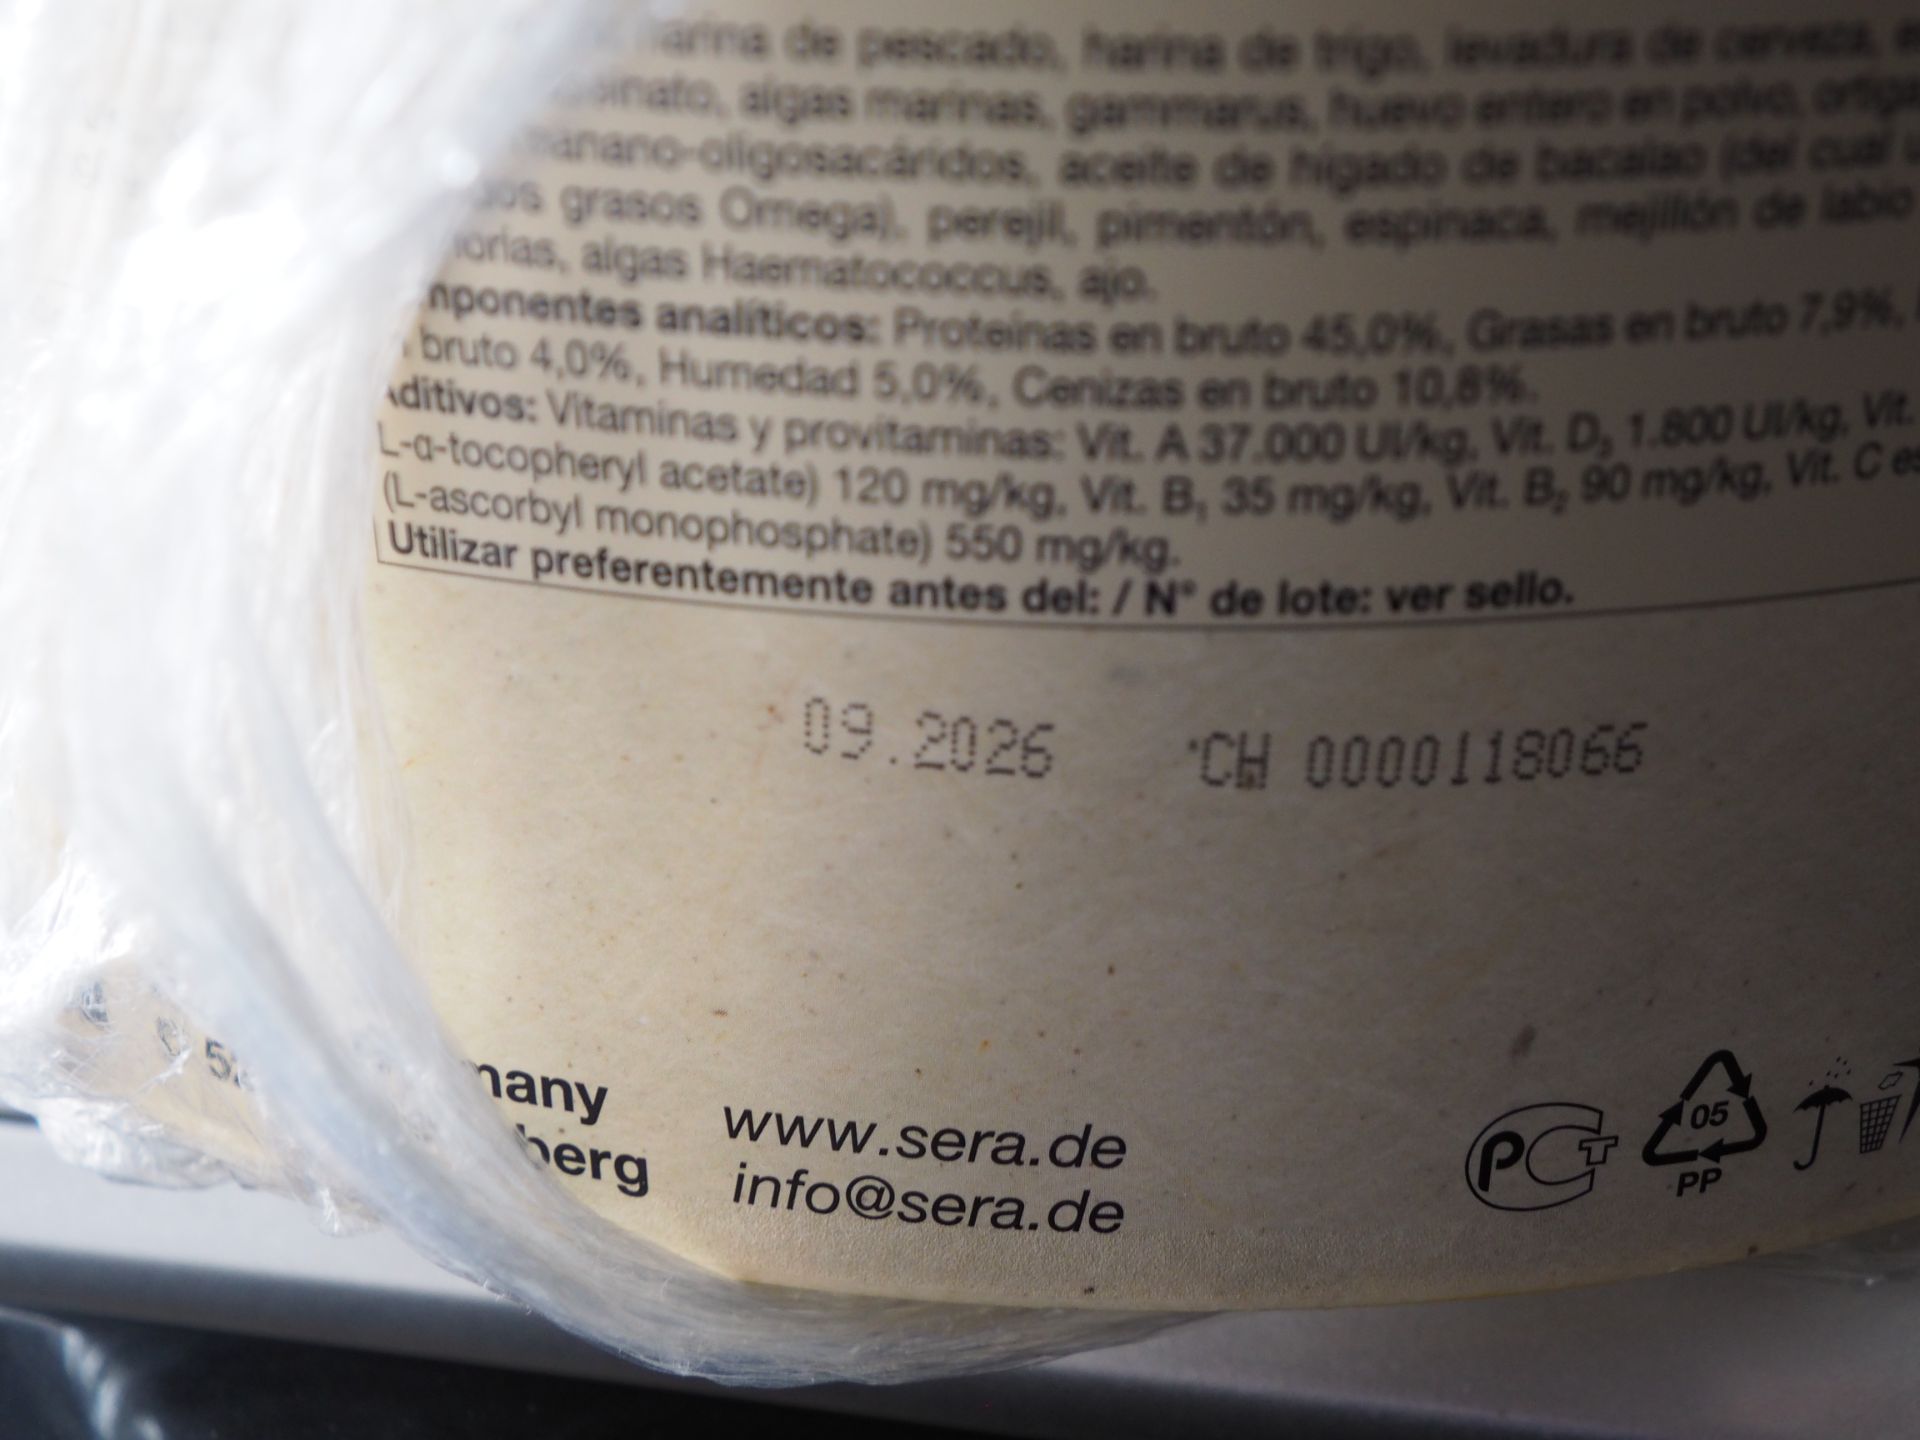 harina de pescado, harina de trigo, levadura de cerveza,
algas marinas, gammarus, huevo entero en polvo,
manano-oligosacáridos, aceite de hígado de bacalao (del cual
grasos Omega), perejil, pimentón, espinaca, mejillón de labio
algas Haematococcus, ajo.
mponentes analíticos: Proteínas en bruto 45,0%, Grasas en bruto 7,9%,
bruto 4,0%, Humedad 5,0%, Cenizas en bruto 10,8%.
Aditivos: Vitaminas y provitaminas: Vit. A 37.000 UI/kg, Vit. D₃ 1.800 UI/kg, Vit.
L-α-tocopheryl acetate) 120 mg/kg, Vit. B₁ 35 mg/kg, Vit. B₂ 90 mg/kg, Vit. C es
(L-ascorbyl monophosphate) 550 mg/kg.
Utilizar preferentemente antes del: / N° de lote: ver sello.
09.2026 CH 0000118066
many
berg
www.sera.de
info@sera.de
PCT
05
PP